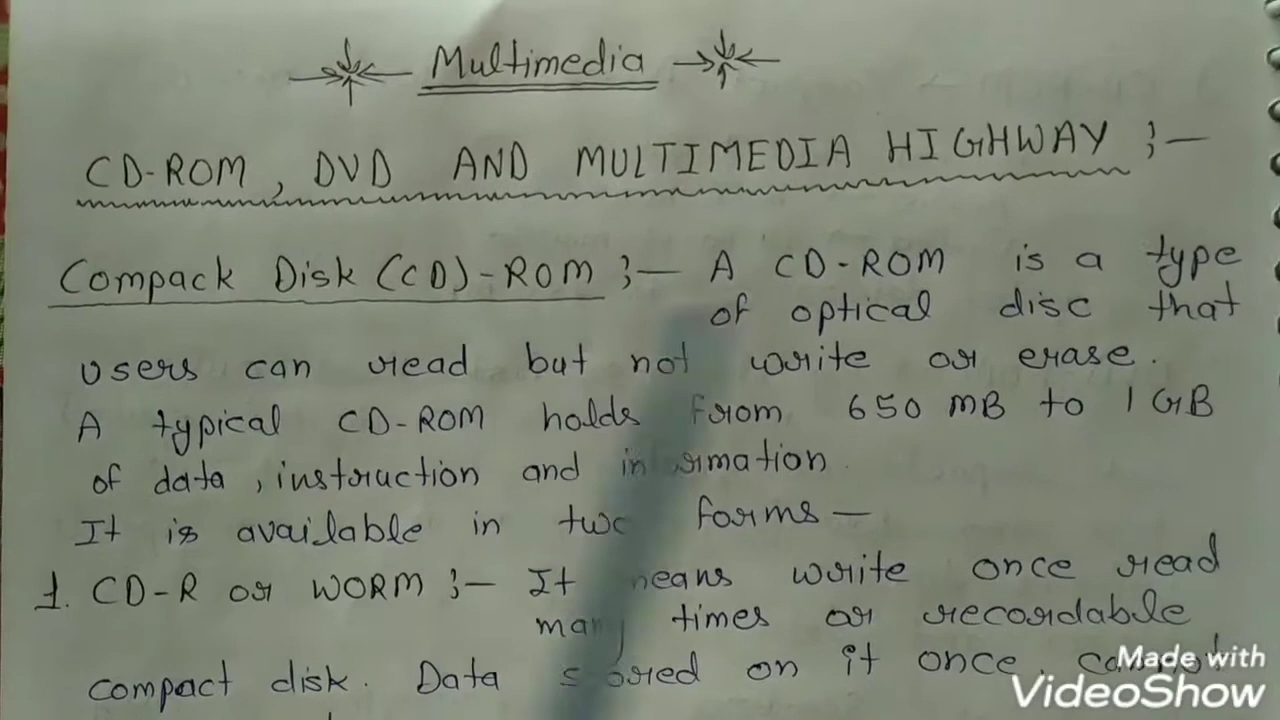 Multimedia
CD-ROM, DVD AND MULTIMEDIA HIGHWAY ;-
Compack Disk (CD)-ROM ;- A CD-ROM is a type
of optical disc that
users can read but not write or erase.
A typical CD-ROM holds from 650 MB to 1 GB
of data, instruction and information
It is available in two forms -
1. CD-R or WORM ;- It means write once read
many times or recordable
compact disk. Data stored on it once cannot
Made with
VideoShow